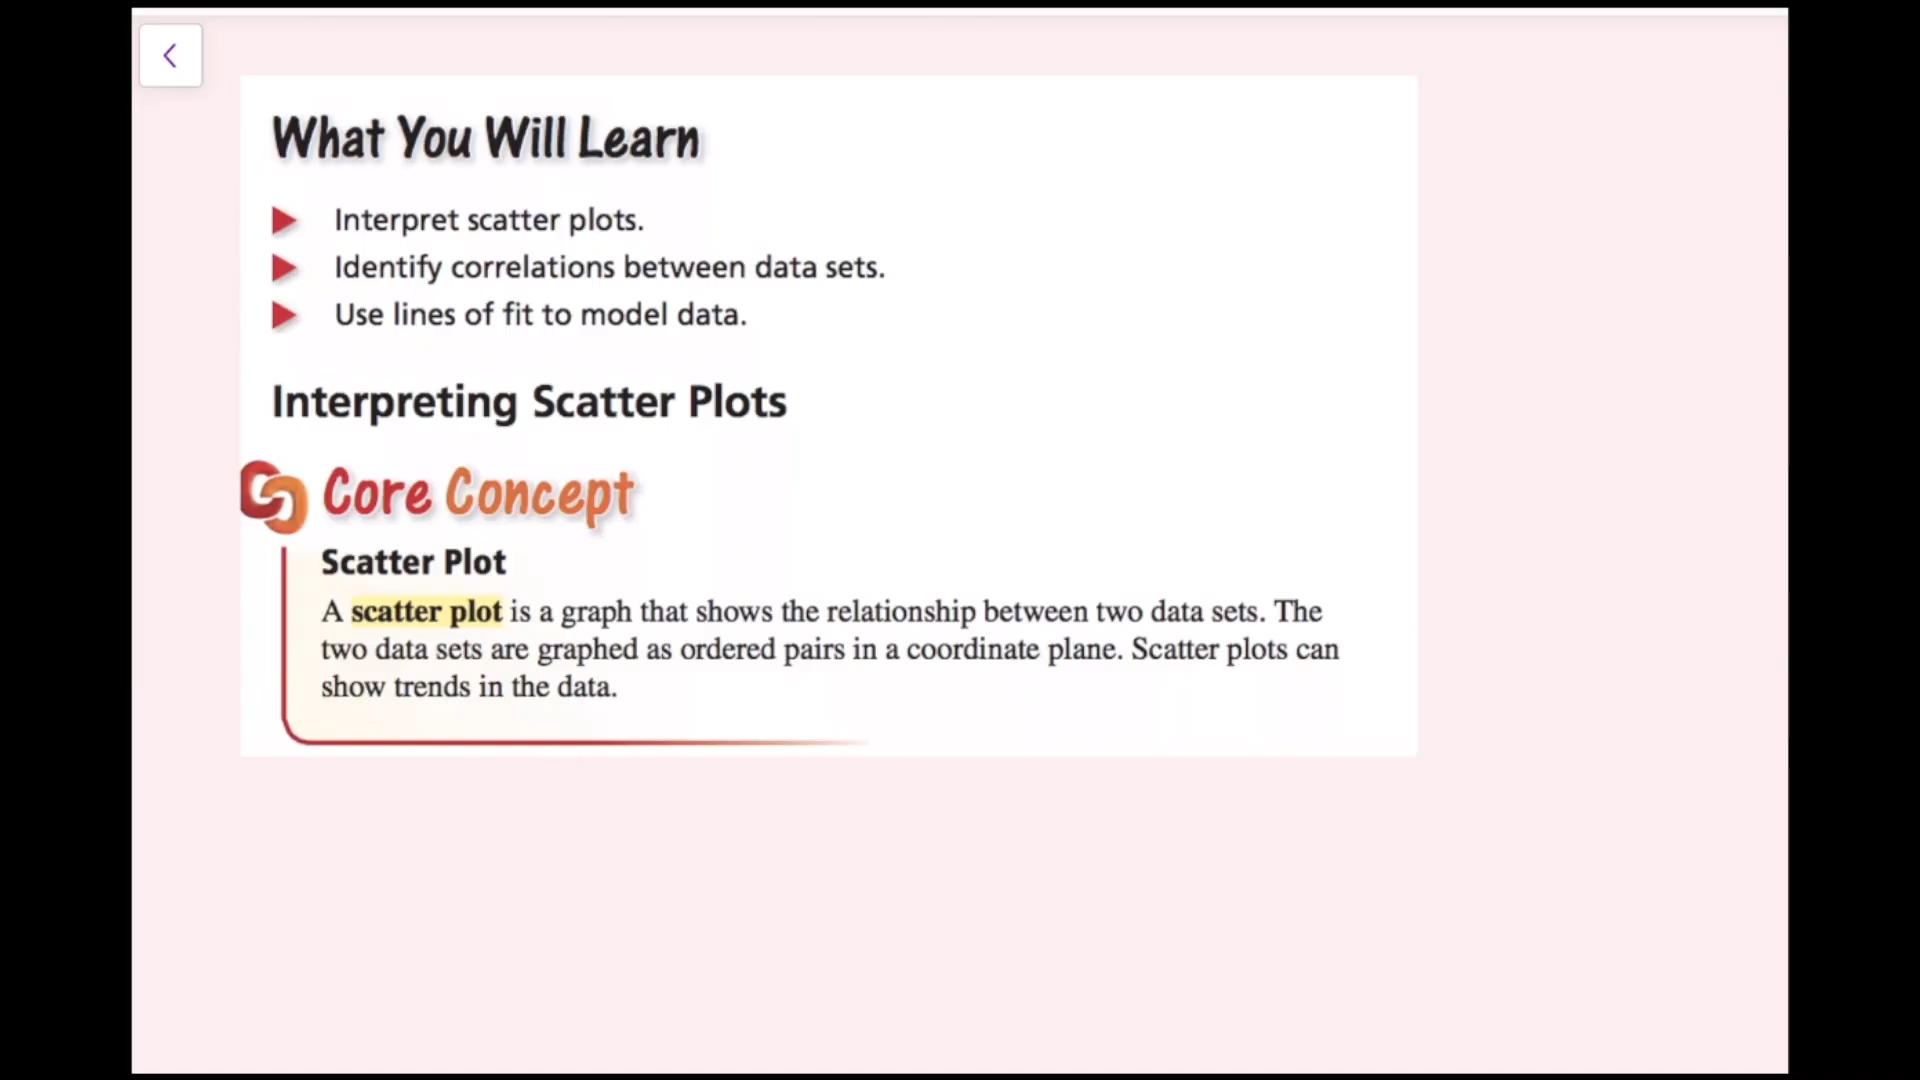 What You Will Learn
Interpret scatter plots.
Identify correlations between data sets.
Use lines of fit to model data.
Interpreting Scatter Plots
Core Concept
Scatter Plot
A scatter plot is a graph that shows the relationship between two data sets. The
two data sets are graphed as ordered pairs in a coordinate plane. Scatter plots can
show trends in the data.